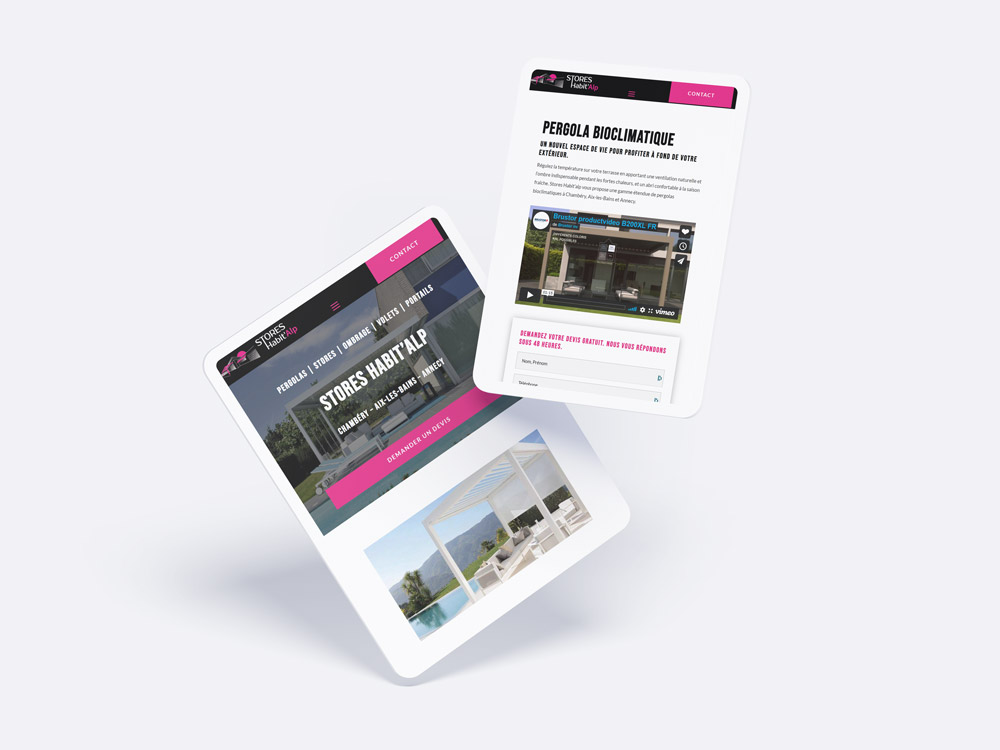 STORES
Habit'Alp
CONTACT
PERGOLAS | STORES | OMBRAGE | VOLETS | PORTAILS
STORES HABIT'ALP
CHAMBÉRY – AIX-LES-BAINS – ANNECY
DEMANDER UN DEVIS
STORES
Habit'Alp
CONTACT
PERGOLA BIOCLIMATIQUE
UN NOUVEL ESPACE DE VIE POUR PROFITER À FOND DE VOTRE
EXTÉRIEUR.
Régulez la température sur votre terrasse en apportant une ventilation naturelle et
l'ombre indispensable pendant les fortes chaleurs, et un abri confortable à la saison
fraîche. Stores Habit'alp vous propose une gamme étendue de pergolas
bioclimatiques à Chambéry, Aix-les-Bains et Annecy.
Brustor productvideo B200XL FR
vimeo
DEMANDEZ VOTRE DEVIS GRATUIT. NOUS VOUS RÉPONDONS
SOUS 48 HEURES.
Nom, Prénom
Téléphone